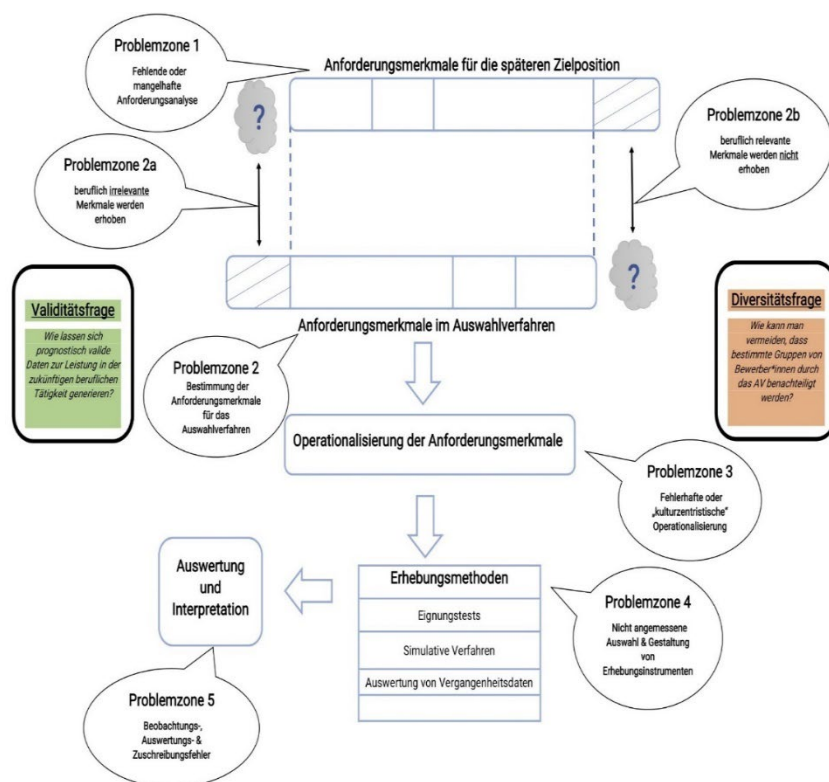 Problemzone 1
Fehlende oder
mangelhafte
Anforderungsanalyse
Anforderungsmerkmale für die späteren Zielposition
?
Problemzone 2a
beruflich irrelevante
Merkmale werden
erhoben
Problemzone 2b
beruflich relevante
Merkmale werden nicht
erhoben
?
Validitätsfrage
Wie lassen sich
prognostisch valide
Daten zur Leistung in der
zukünftigen beruflichen
Tätigkeit generieren?
Anforderungsmerkmale im Auswahlverfahren
Diversitätsfrage
Wie kann man
vermeiden, dass
bestimmte Gruppen von
Bewerber*innen durch
das AV benachteiligt
werden?
Problemzone 2
Bestimmung der
Anforderungsmerkmale
für das
Auswahlverfahren
Operationalisierung der Anforderungsmerkmale
Problemzone 3
Fehlerhafte oder
„kulturzentristische"
Operationalisierung
Auswertung
und
Interpretation
Erhebungsmethoden
Eignungstests
Simulative Verfahren
Auswertung von Vergangenheitsdaten
Problemzone 4
Nicht angemessene
Auswahl & Gestaltung
von
Erhebungsinstrumenten
Problemzone 5
Beobachtungs-,
Auswertungs- &
Zuschreibungsfehler